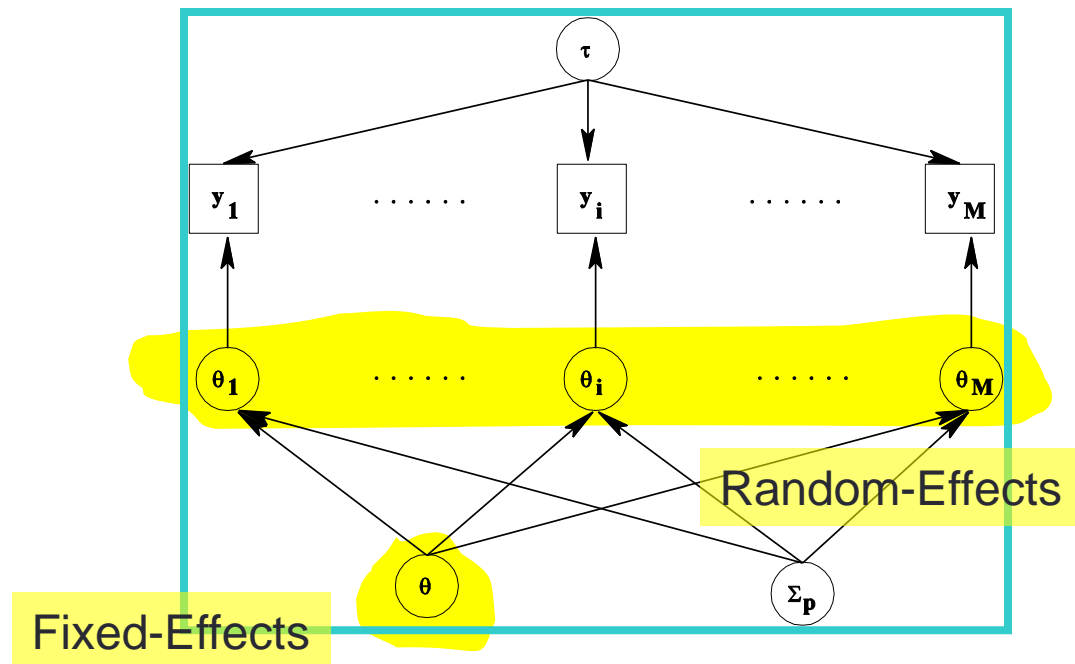 τ
y1 ...... yi ...... yM
θ1 ...... θi ...... θM
Random-Effects
θ Σp
Fixed-Effects